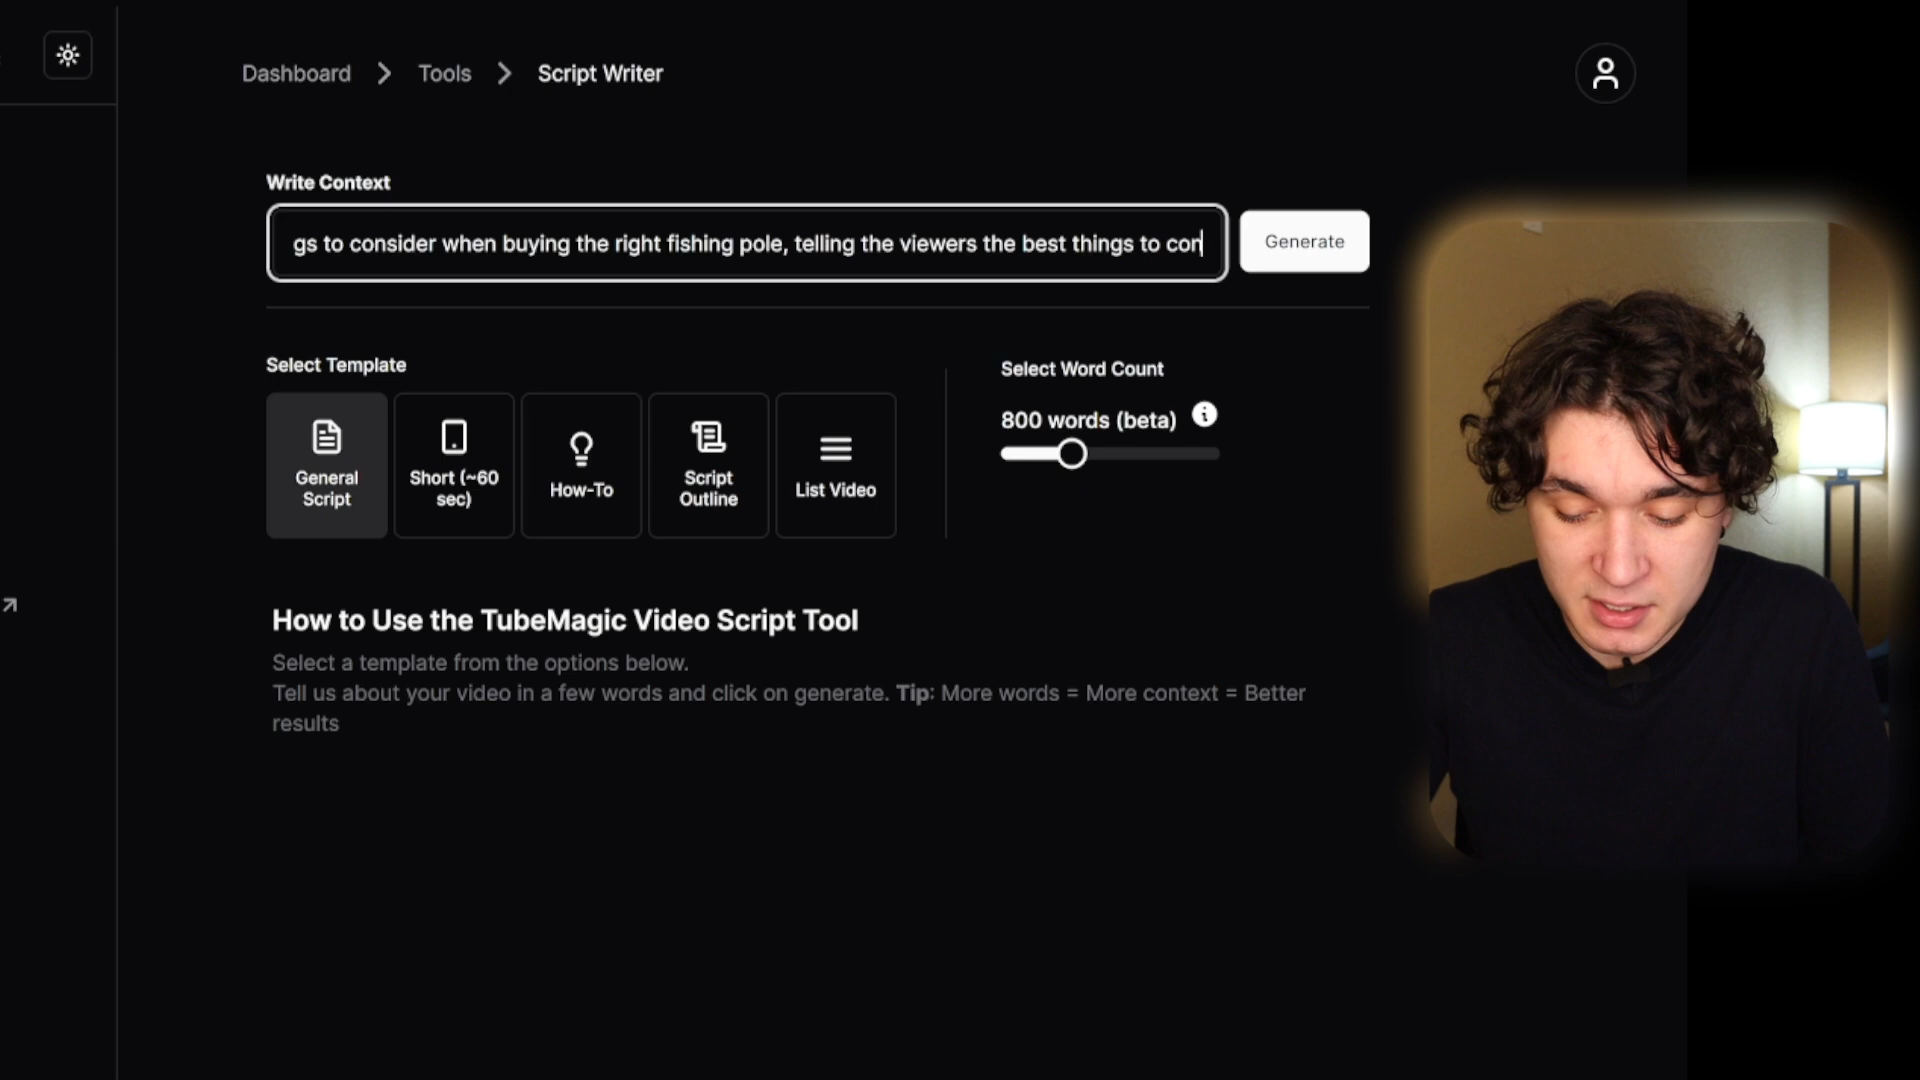 Dashboard > Tools > Script Writer
Write Context
gs to consider when buying the right fishing pole, telling the viewers the best things to con
Generate
Select Template
General
Script
Short (~60
sec)
How-To
Script
Outline
List Video
Select Word Count
800 words (beta)
How to Use the TubeMagic Video Script Tool
Select a template from the options below.
Tell us about your video in a few words and click on generate. Tip: More words = More context = Better
results